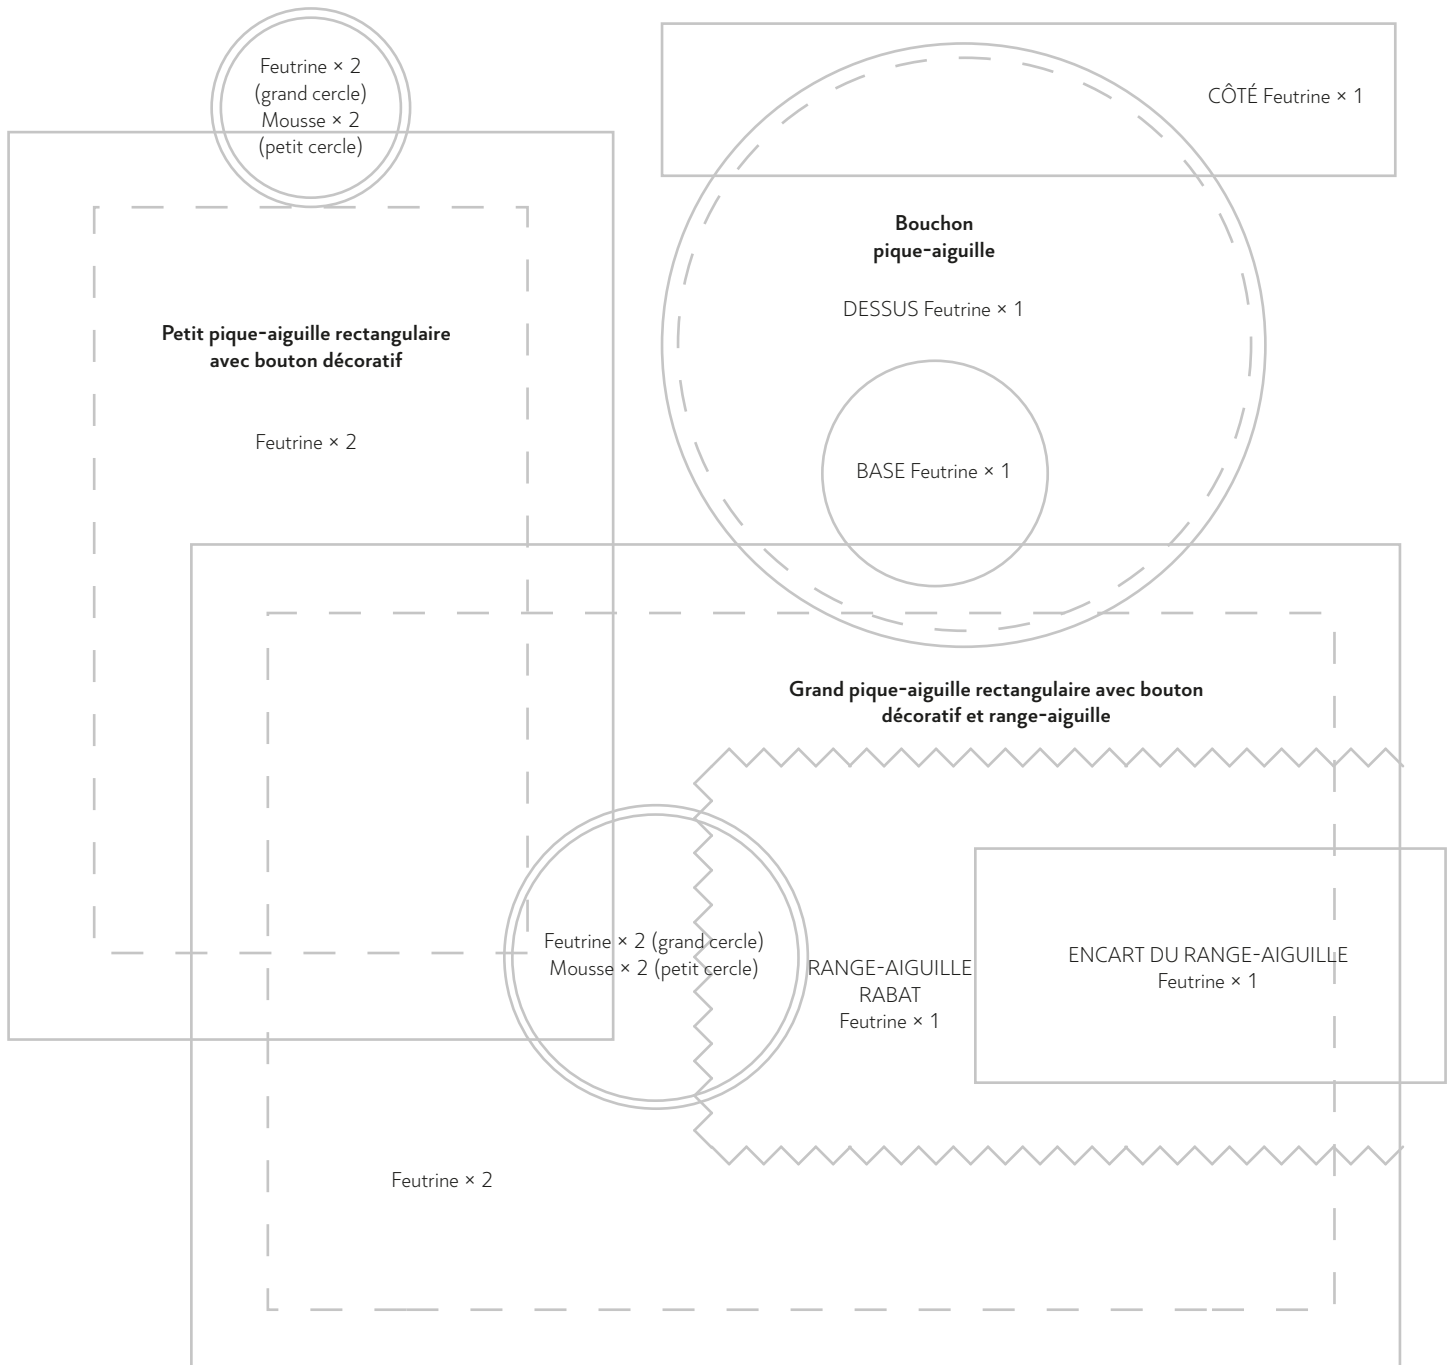 Feutrine × 2
(grand cercle)
Mousse × 2
(petit cercle)
CÔTÉ Feutrine × 1
Bouchon
pique-aiguille
DESSUS Feutrine × 1
Petit pique-aiguille rectangulaire
avec bouton décoratif
Feutrine × 2
BASE Feutrine × 1
Grand pique-aiguille rectangulaire avec bouton
décoratif et range-aiguille
Feutrine × 2 (grand cercle)
Mousse × 2 (petit cercle)
RANGE-AIGUILLE
RABAT
Feutrine × 1
ENCART DU RANGE-AIGUILLE
Feutrine × 1
Feutrine × 2